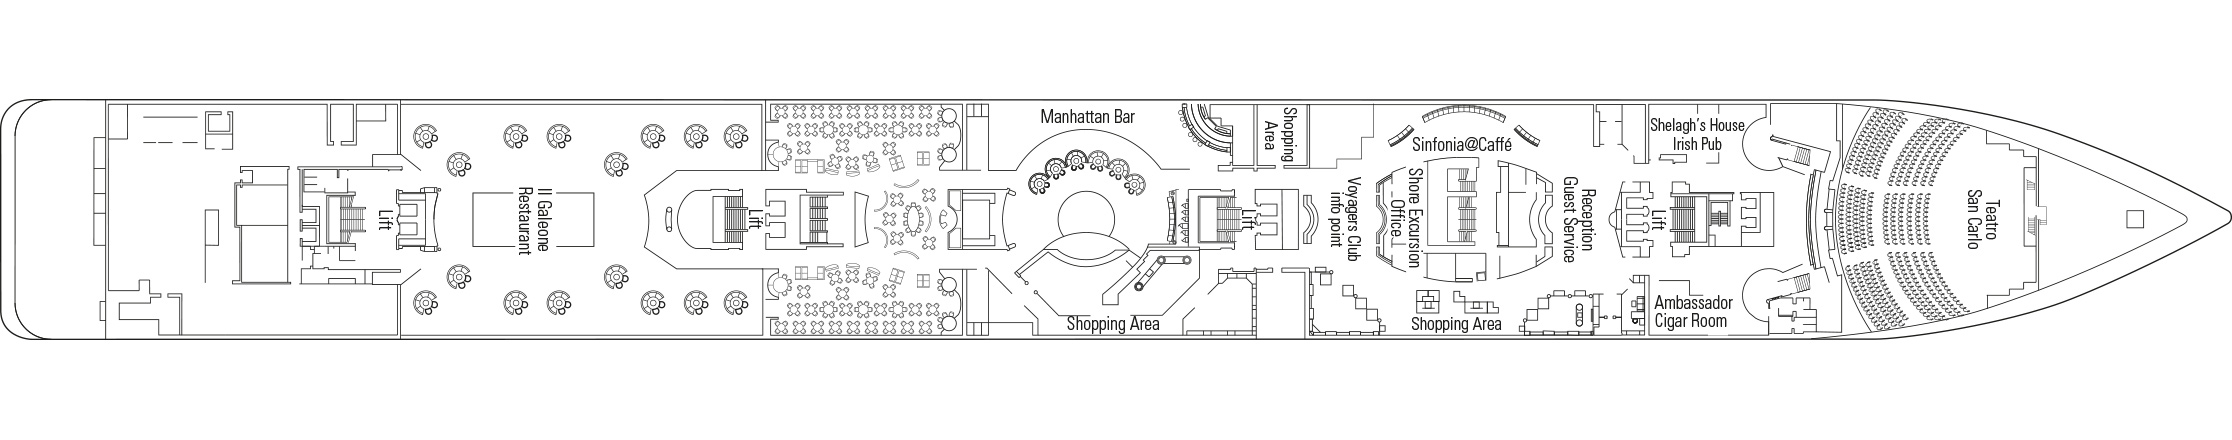 Lift
Il Galeone
Restaurant
Lift
Manhattan Bar
Shopping Area
Lift
Shopping
Area
Voyagers Club
info point
Sinfonia@Caffé
Shore Excursion
Office
Shopping Area
Reception
Guest Service
Lift
Shelagh's House
Irish Pub
Ambassador
Cigar Room
Teatro
San Carlo